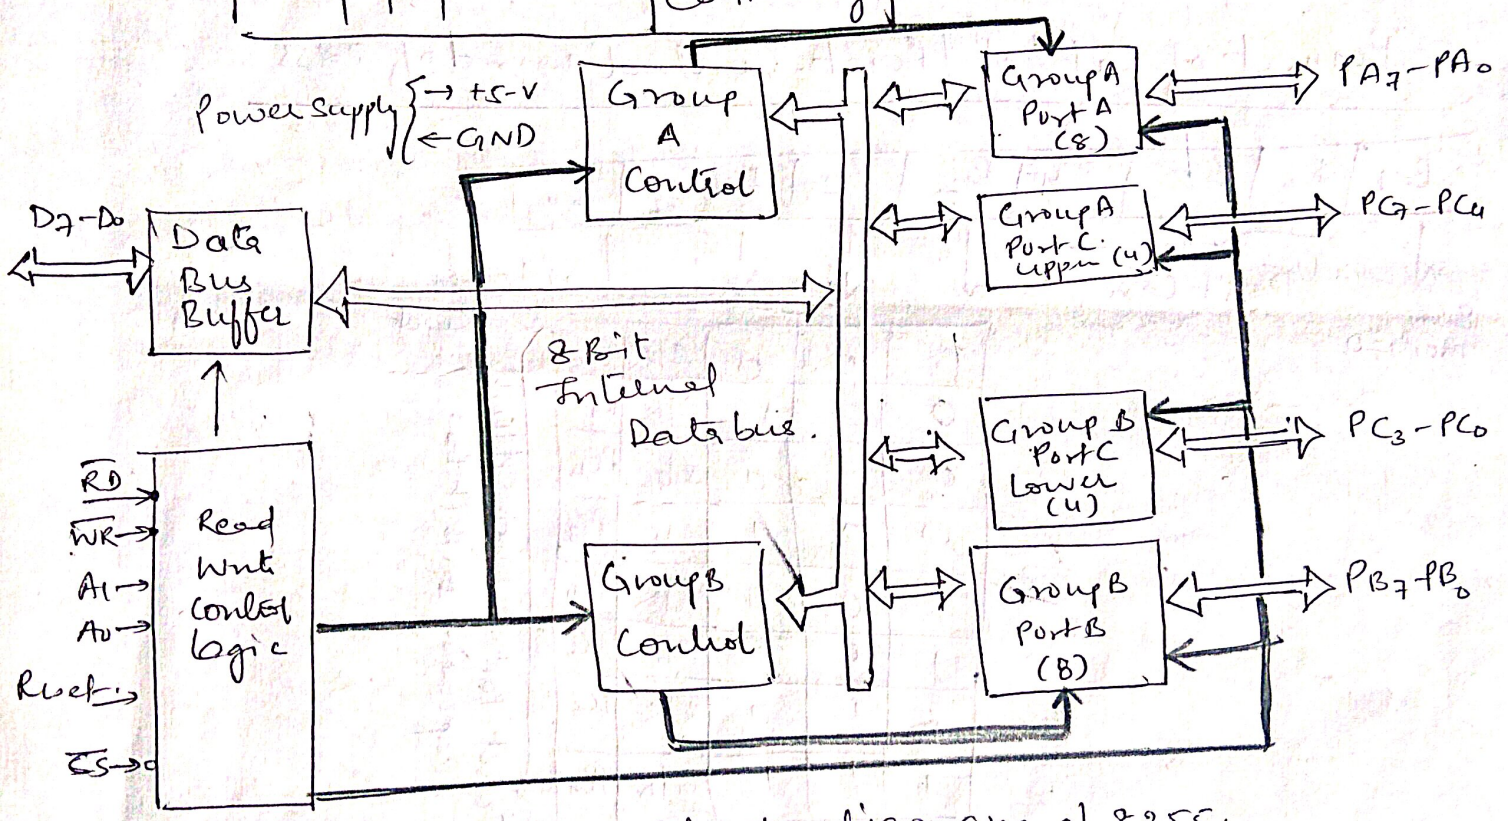 Power supply
→ +5-V
← GND
Group
A
Control
Group A
Port A
(8)
PA7-PA0
D7-D0
Data
Bus
Buffer
Group A
Port C.
upper (4)
PC7-PC4
8-Bit
Internal
Data bus.
Group B
Port C
Lower
(4)
PC3-PC0
RD
WR
A1
A0
Reset
CS
Read
Write
Control
Logic
Group B
Control
Group B
Port B
(8)
PB7-PB0
of 8255.